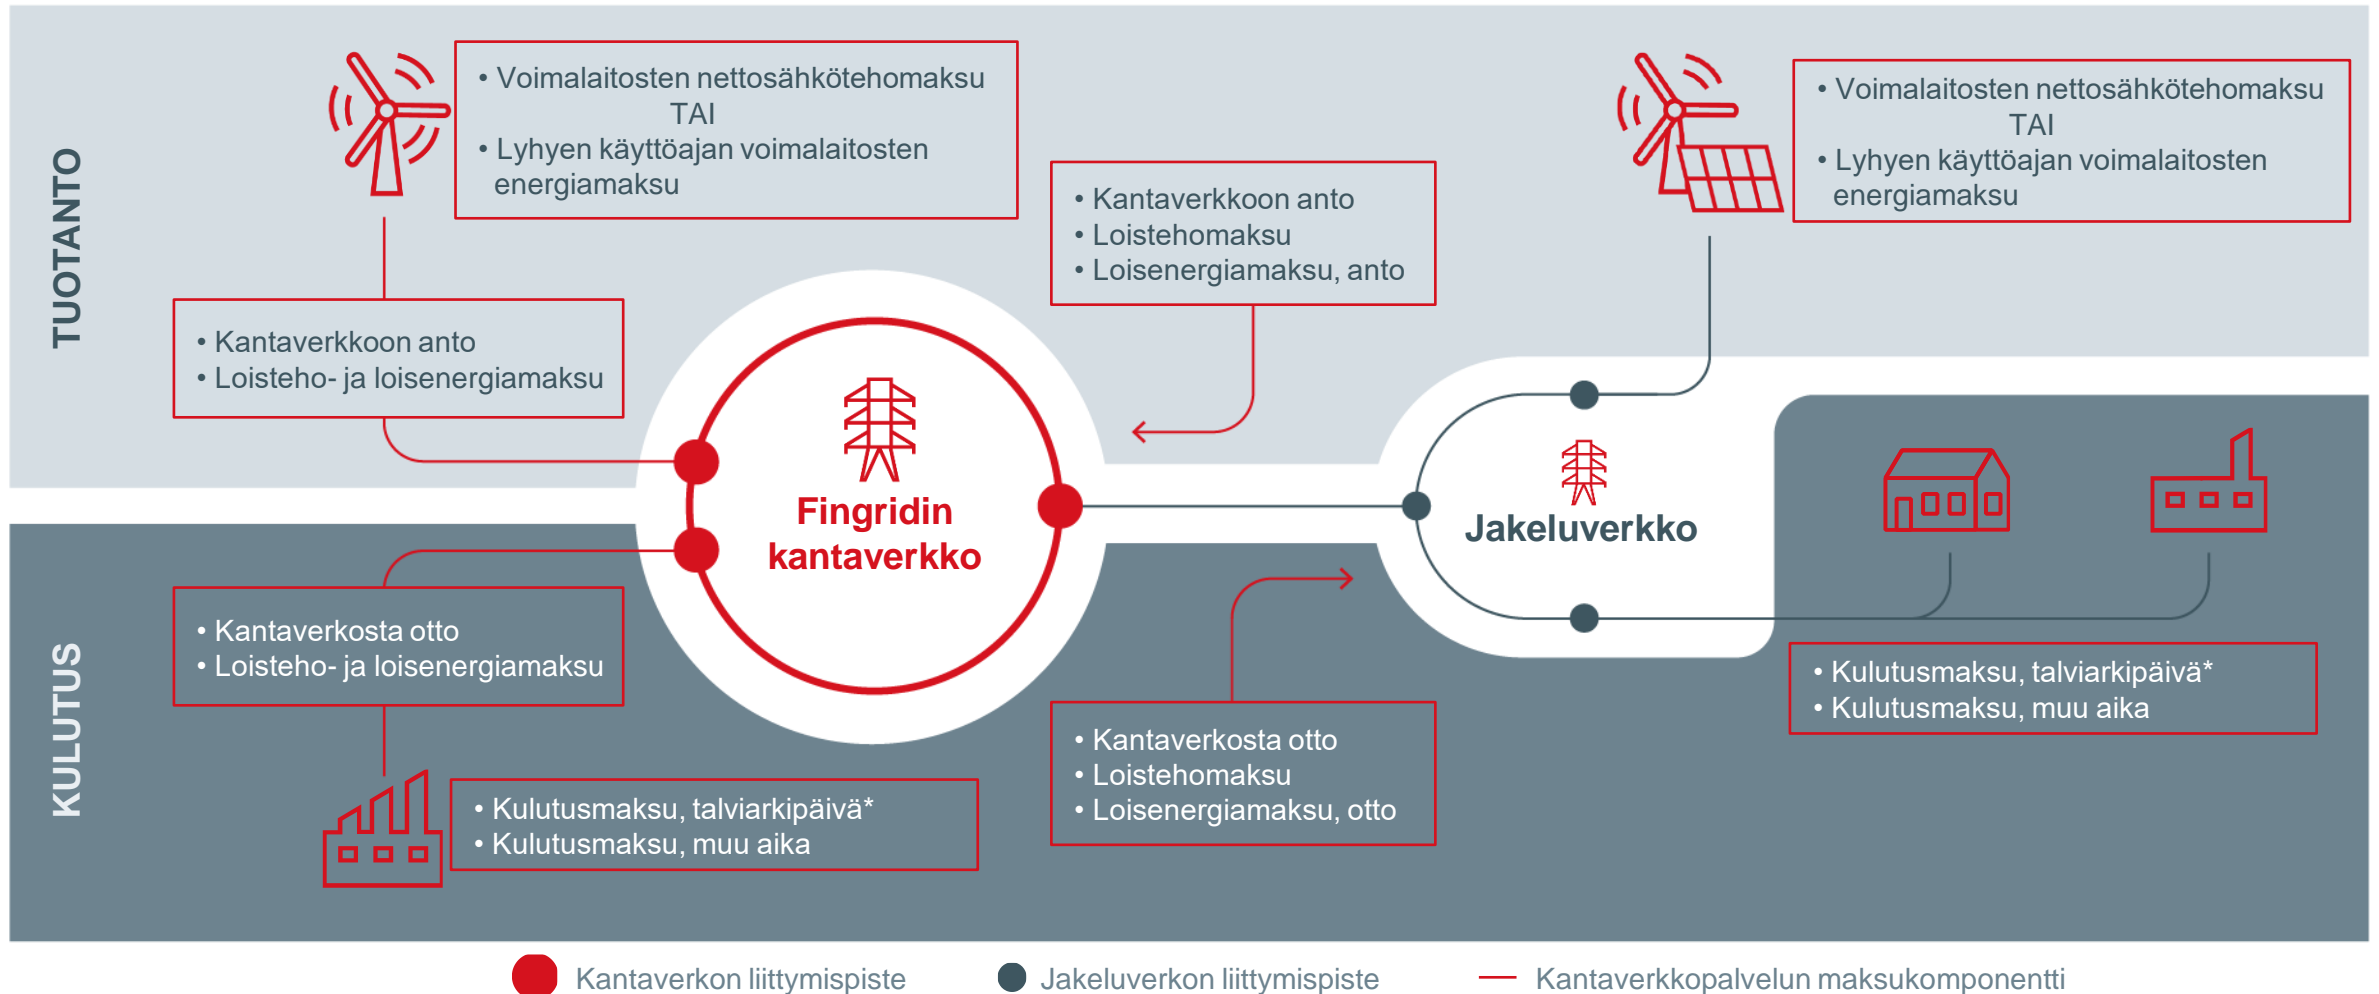 TUOTANTO
• Voimalaitosten nettosähkötehomaksu
TAI
• Lyhyen käyttöajan voimalaitosten
energiamaksu
• Kantaverkkoon anto
• Loisteho- ja loisenergiamaksu
• Kantaverkkoon anto
• Loistehomaksu
• Loisenergiamaksu, anto
• Voimalaitosten nettosähkötehomaksu
TAI
• Lyhyen käyttöajan voimalaitosten
energiamaksu
Fingridin
kantaverkko
Jakeluverkko
KULUTUS
• Kantaverkosta otto
• Loisteho- ja loisenergiamaksu
• Kulutusmaksu, talviarkipäivä*
• Kulutusmaksu, muu aika
• Kantaverkosta otto
• Loistehomaksu
• Loisenergiamaksu, otto
• Kulutusmaksu, talviarkipäivä*
• Kulutusmaksu, muu aika
Kantaverkon liittymispiste
Jakeluverkon liittymispiste
Kantaverkkopalvelun maksukomponentti